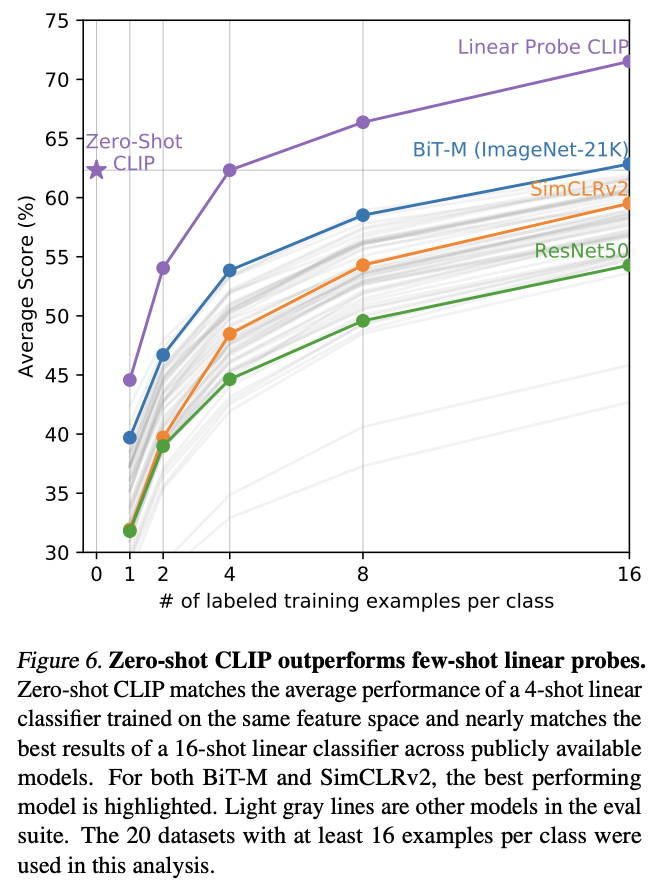 75
70
65
60
55
50
45
40
35
30
Average Score (%)
Linear Probe CLIP
Zero-Shot
CLIP
BiT-M (ImageNet-21K)
SimCLRv2
ResNet50
0 1 2 4 8 16
# of labeled training examples per class
Figure 6. Zero-shot CLIP outperforms few-shot linear probes.
Zero-shot CLIP matches the average performance of a 4-shot linear
classifier trained on the same feature space and nearly matches the
best results of a 16-shot linear classifier across publicly available
models. For both BiT-M and SimCLRv2, the best performing
model is highlighted. Light gray lines are other models in the eval
suite. The 20 datasets with at least 16 examples per class were
used in this analysis.